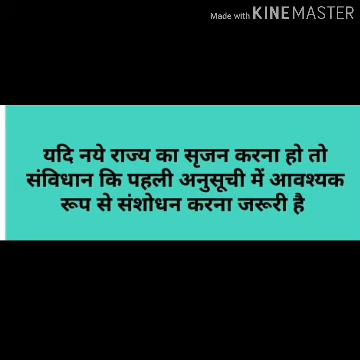 Made with KINEMASTER
यदि नये राज्य का सृजन करना हो तो
संविधान कि पहली अनुसूची में आवश्यक
रूप से संशोधन करना जरूरी है